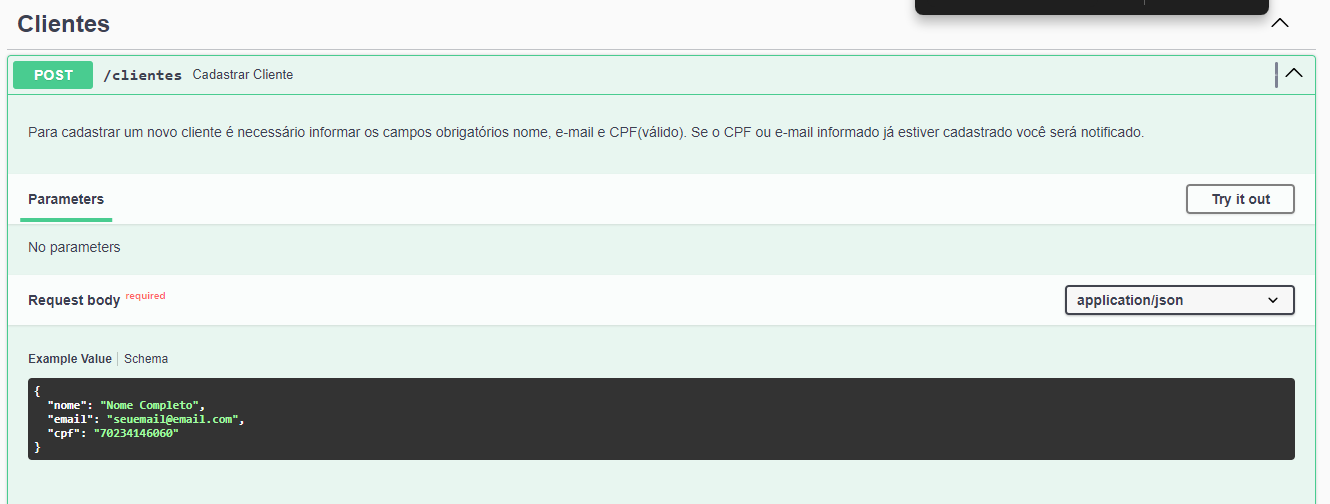 Clientes
POST /clientes Cadastrar Cliente
Para cadastrar um novo cliente é necessário informar os campos obrigatórios nome, e-mail e CPF(válido). Se o CPF ou e-mail informado já estiver cadastrado você será notificado.
Parameters Try it out
No parameters
Request body required application/json
Example Value Schema
{
"nome": "Nome Completo",
"email": "seuemail@email.com",
"cpf": "70234146060"
}